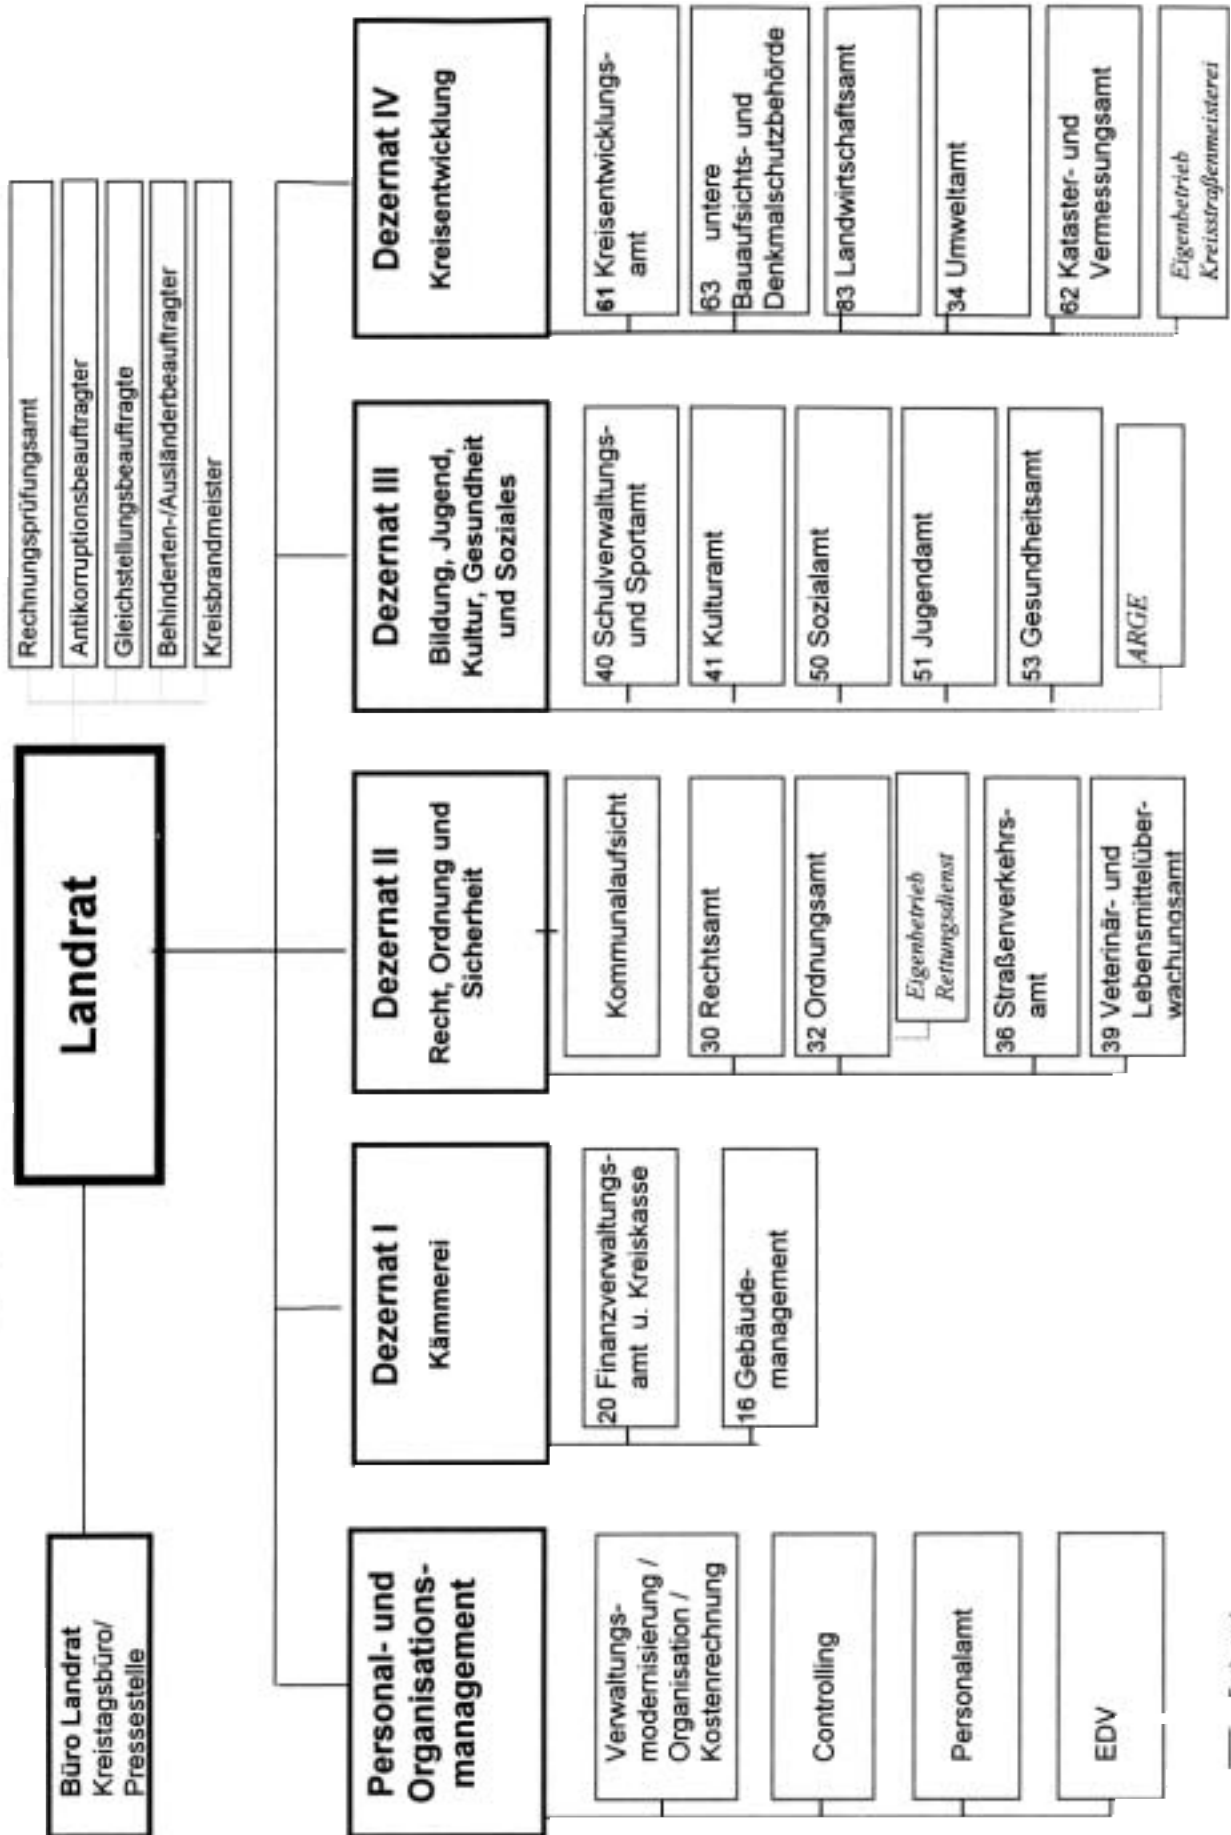 Büro Landrat
Kreistagsbüro/
Pressestelle
Landrat
Rechnungsprüfungsamt
Antikorruptionsbeauftragter
Gleichstellungsbeauftragte
Behinderten-/Ausländerbeauftragter
Kreisbrandmeister
Personal- und
Organisations-
management
Verwaltungs-
modernisierung /
Organisation /
Kostenrechnung
Controlling
Personalamt
EDV
Dezernat I
Kämmerei
20 Finanzverwaltungs-
amt u. Kreiskasse
16 Gebäude-
management
Dezernat II
Recht, Ordnung und
Sicherheit
Kommunalaufsicht
30 Rechtsamt
32 Ordnungsamt
Eigenbetrieb
Rettungsdienst
36 Straßenverkehrs-
amt
39 Veterinär- und
Lebensmittelüber-
wachungsamt
Dezernat III
Bildung, Jugend,
Kultur, Gesundheit
und Soziales
40 Schulverwaltungs-
und Sportamt
41 Kulturamt
50 Sozialamt
51 Jugendamt
53 Gesundheitsamt
ARGE
Dezernat IV
Kreisentwicklung
61 Kreisentwicklungs-
amt
63 untere
Bauaufsichts- und
Denkmalschutzbehörde
83 Landwirtschaftsamt
34 Umweltamt
62 Kataster- und
Vermessungsamt
Eigenbetrieb
Kreisstraßenmeisterei